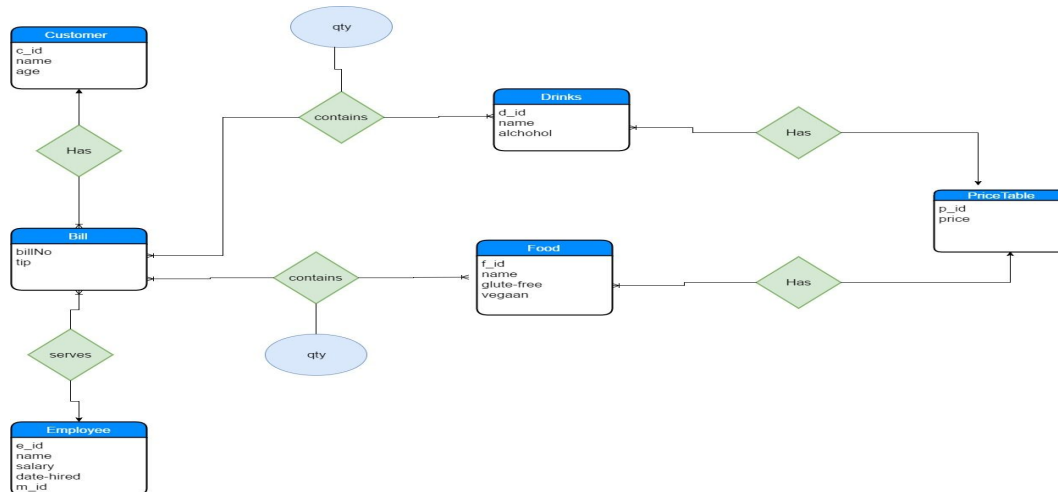 qty
Customer
c_id
name
age
contains
Drinks
d_id
name
alchohol
Has
Has
PriceTable
p_id
price
Bill
billNo
tip
contains
Food
f_id
name
glute-free
vegaan
Has
serves
qty
Employee
e_id
name
salary
date-hired
m_id